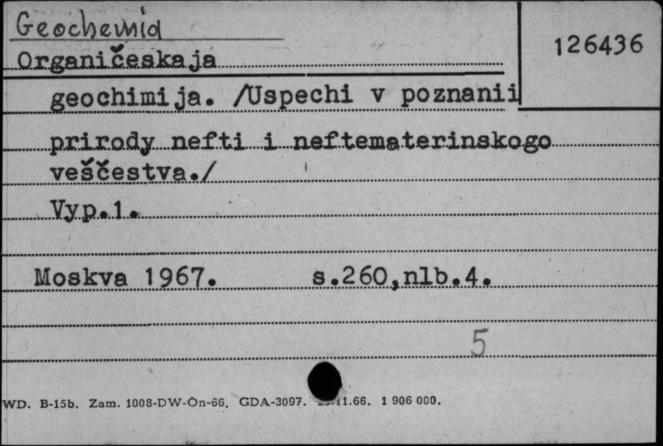 Geochemia
126436
Organičeskaja
geochimija. /Uspechi v poznanii
prirody nefti i neftematerinskogo
veščestva./
Vyp.1.
Moskva 1967. s.260,nlb.4.
5
WD. B-15b. Zam. 1008-DW-On-66. GDA-3097. 11.66. 1 906 000.